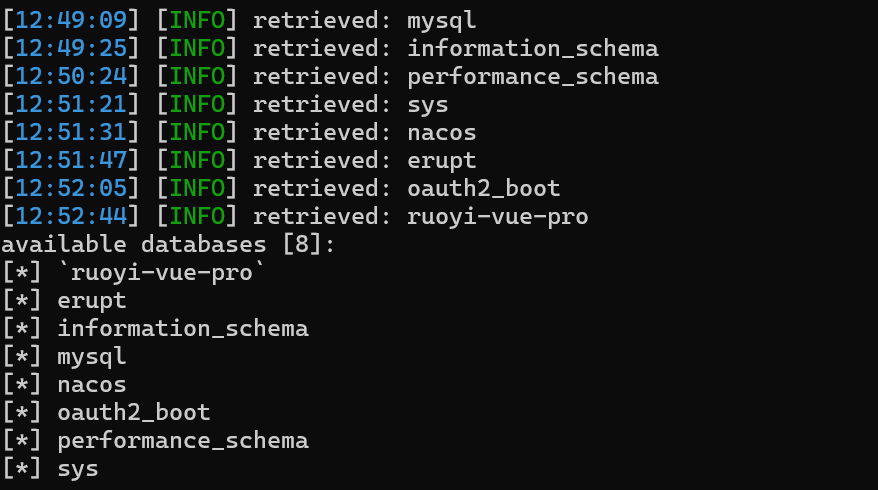 [12:49:09] [INFO] retrieved: mysql
[12:49:25] [INFO] retrieved: information_schema
[12:50:24] [INFO] retrieved: performance_schema
[12:51:21] [INFO] retrieved: sys
[12:51:31] [INFO] retrieved: nacos
[12:51:47] [INFO] retrieved: erupt
[12:52:05] [INFO] retrieved: oauth2_boot
[12:52:44] [INFO] retrieved: ruoyi-vue-pro
available databases [8]:
[*] `ruoyi-vue-pro`
[*] erupt
[*] information_schema
[*] mysql
[*] nacos
[*] oauth2_boot
[*] performance_schema
[*] sys